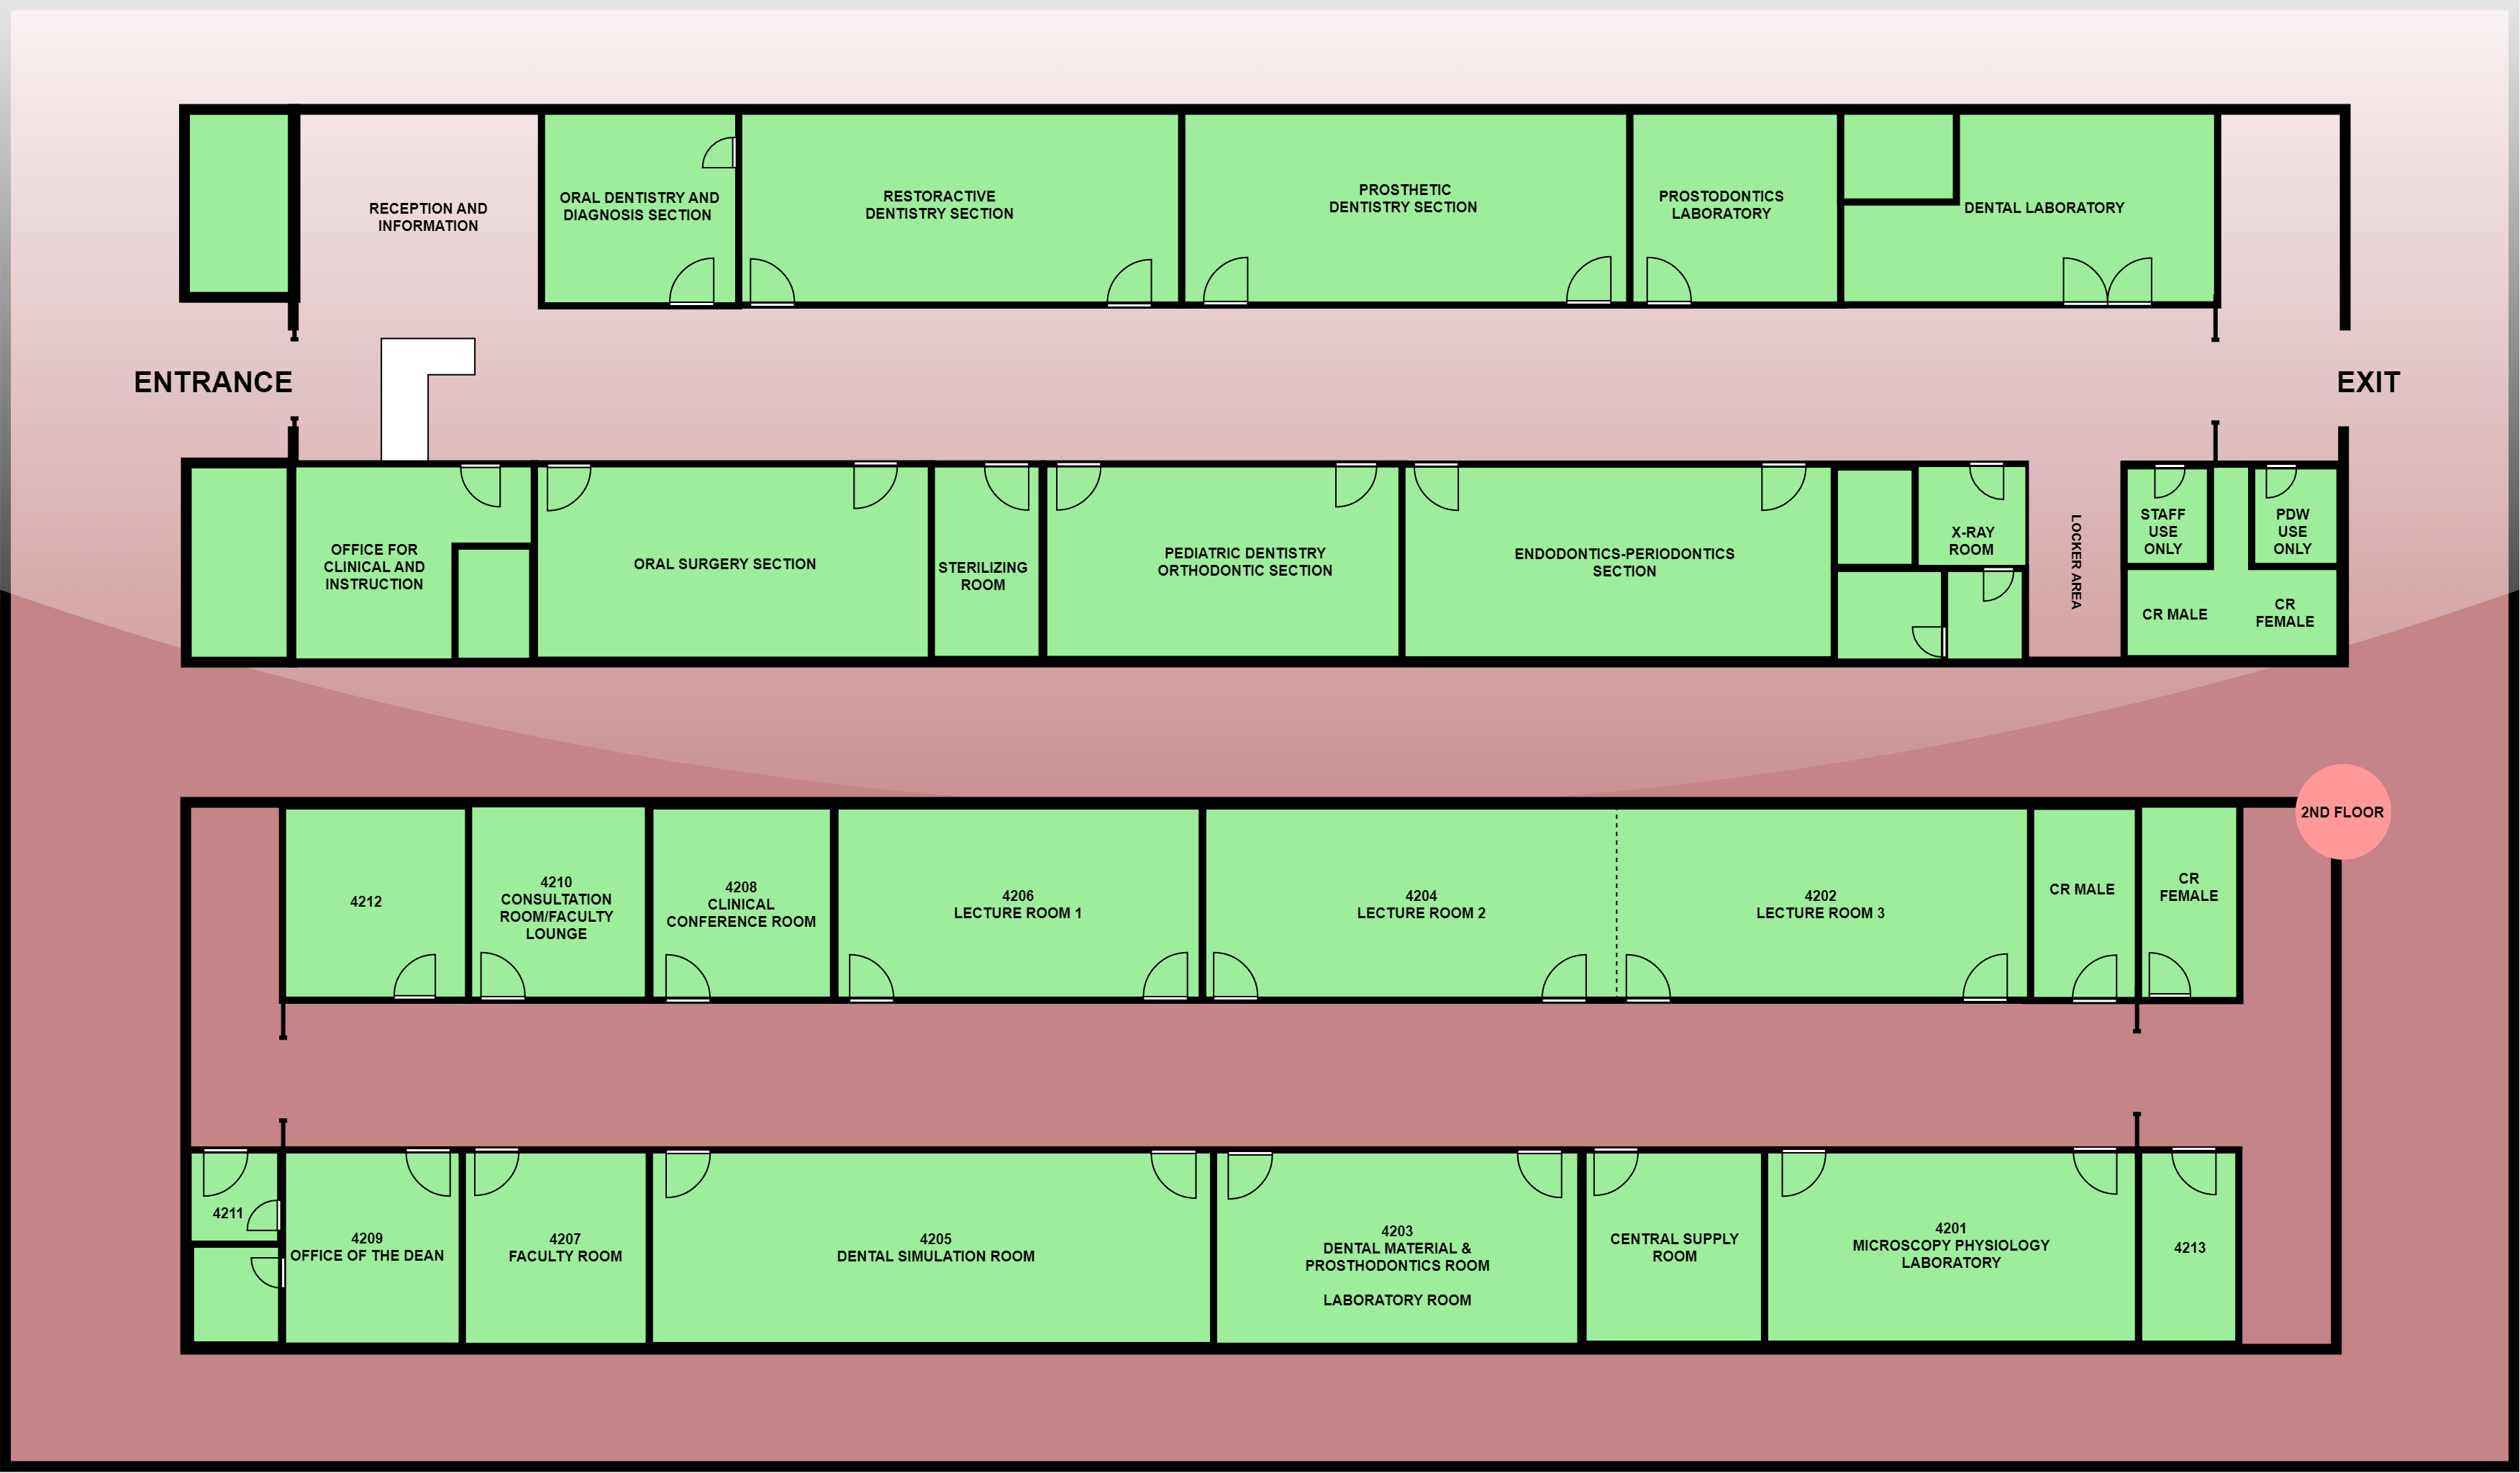 RECEPTION AND
INFORMATION
ORAL DENTISTRY AND
DIAGNOSIS SECTION
RESTORACTIVE
DENTISTRY SECTION
PROSTHETIC
DENTISTRY SECTION
PROSTODONTICS
LABORATORY
DENTAL LABORATORY
ENTRANCE
EXIT
OFFICE FOR
CLINICAL AND
INSTRUCTION
ORAL SURGERY SECTION
STERILIZING
ROOM
PEDIATRIC DENTISTRY
ORTHODONTIC SECTION
ENDODONTICS-PERIODONTICS
SECTION
X-RAY
ROOM
LOCKER AREA
STAFF
USE
ONLY
PDW
USE
ONLY
CR MALE
CR
FEMALE
2ND FLOOR
4212
4210
CONSULTATION
ROOM/FACULTY
LOUNGE
4208
CLINICAL
CONFERENCE ROOM
4206
LECTURE ROOM 1
4204
LECTURE ROOM 2
4202
LECTURE ROOM 3
CR MALE
CR
FEMALE
4211
4209
OFFICE OF THE DEAN
4207
FACULTY ROOM
4205
DENTAL SIMULATION ROOM
4203
DENTAL MATERIAL &
PROSTHODONTICS ROOM
LABORATORY ROOM
CENTRAL SUPPLY
ROOM
4201
MICROSCOPY PHYSIOLOGY
LABORATORY
4213